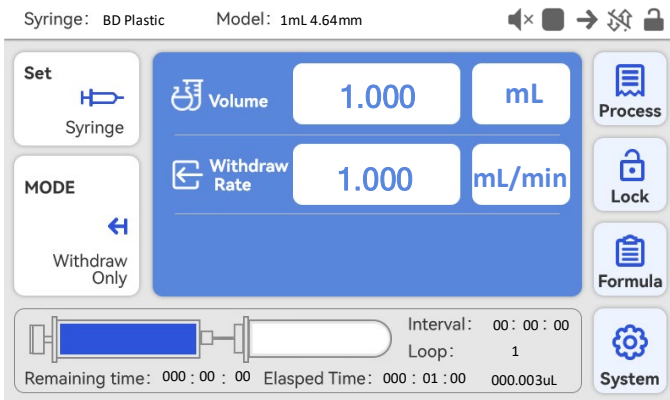 Syringe: BD Plastic Model: 1mL 4.64mm
Set
Syringe
MODE
Withdraw
Only
Volume 1.000 mL
Withdraw
Rate 1.000 mL/min
Process
Lock
Formula
System
Interval: 00: 00: 00
Loop: 1
Remaining time: 000 : 00 : 00 Elasped Time: 000 : 01 : 00 000.003uL